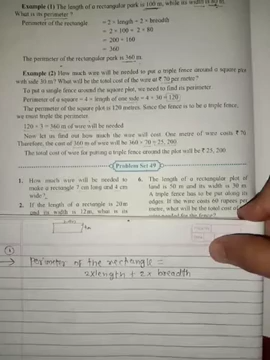 Example (1) The length of a rectangular park is 100 m, while its width is 80 m.
What is its perimeter ?
Perimeter of the rectangle = 2 × length + 2 × breadth
= 2 × 100 + 2 × 80
= 200 + 160
= 360
The perimeter of the rectangular park is 360 m.
Example (2) How much wire will be needed to put a triple fence around a square plot
with side 30 m? What will be the total cost of the wire at ₹ 70 per metre?
To put a single fence around the square plot, we need to find its perimeter.
Perimeter of a square = 4 × length of one side = 4 × 30 = 120
The perimeter of the square plot is 120 metres. Since the fence is to be a triple fence,
we must triple the perimeter.
120 × 3 = 360 m of wire will be needed
Now let us find out how much the wire will cost. One metre of wire costs ₹ 70
Therefore, the cost of 360 m of wire will be 360 × 70 = 25, 200
The total cost of wire for putting a triple fence around the plot will be ₹ 25, 200.
Problem Set 49
1. How much wire will be needed to
make a rectangle 7 cm long and 4 cm
wide ?
2. If the length of a rectangle is 20m
and its width is 12m, what is its
6. The length of a rectangular plot of
land is 50 m and its width is 30 m
A triple fence has to be put along its
edges. If the wire costs 60 rupees per
metre, what will be the total cost of
Perimeter of the rectangle =
2×length + 2× breadth